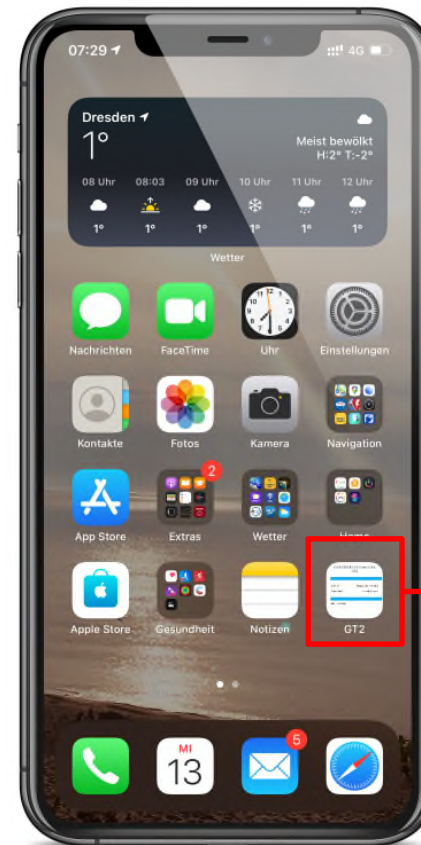 07:29
4G
Dresden
1°
Meist bewölkt
H:2° T:-2°
08 Uhr 08:03 09 Uhr 10 Uhr 11 Uhr 12 Uhr
1° 1° 1° 1° 1° 1°
Wetter
Nachrichten FaceTime Uhr Einstellungen
Kontakte Fotos Kamera Navigation
2
App Store Extras Wetter Home
Apple Store Gesundheit Notizen GT2
5
MI
13